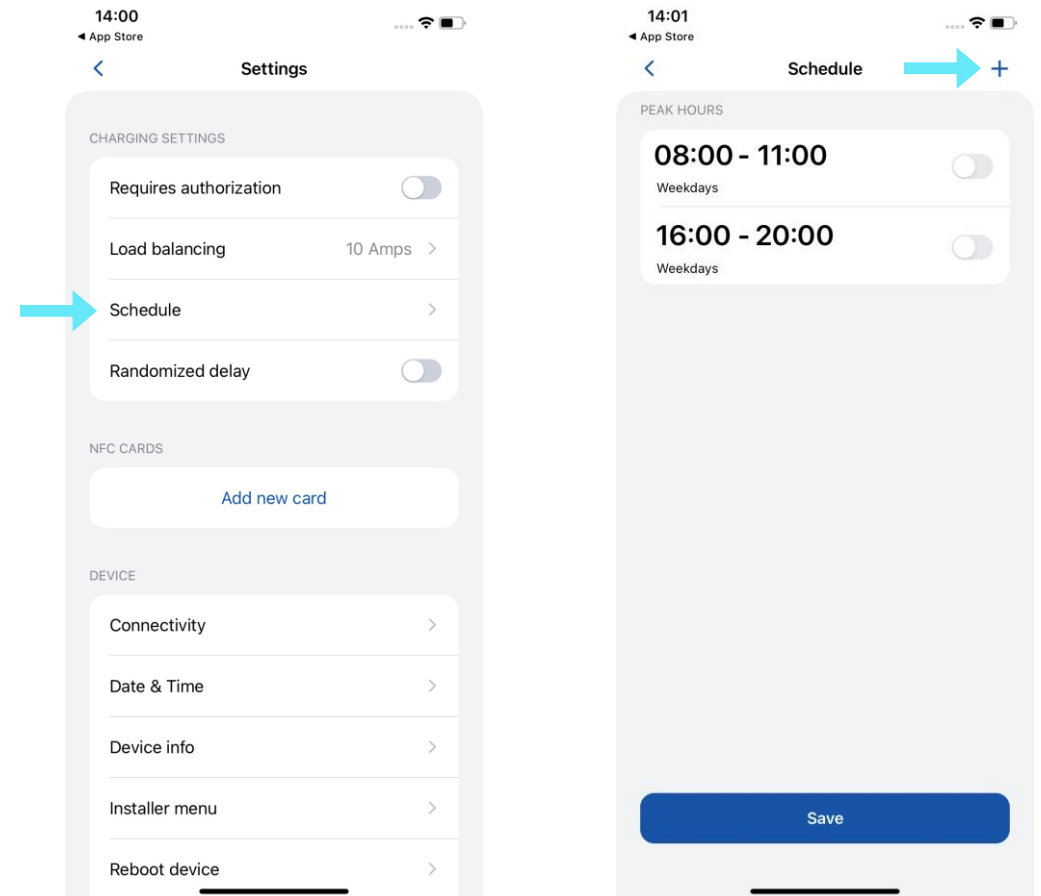 14:00
◀ App Store
Settings
CHARGING SETTINGS
Requires authorization
Load balancing 10 Amps
Schedule
Randomized delay
NFC CARDS
Add new card
DEVICE
Connectivity
Date & Time
Device info
Installer menu
Reboot device
14:01
◀ App Store
Schedule
PEAK HOURS
08:00 - 11:00
Weekdays
16:00 - 20:00
Weekdays
Save